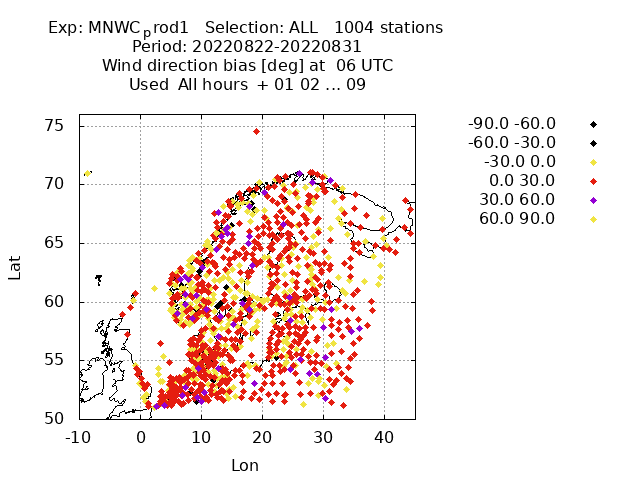 Exp: MNWCprod1   Selection: ALL   1004 stations
Period: 20220822-20220831
Wind direction bias [deg] at  06 UTC
Used  All hours  + 01 02 ... 09
-90.0 -60.0
-60.0 -30.0
-30.0 0.0
0.0 30.0
30.0 60.0
60.0 90.0
75
70
65
60
55
50
Lat
-10 0 10 20 30 40
Lon